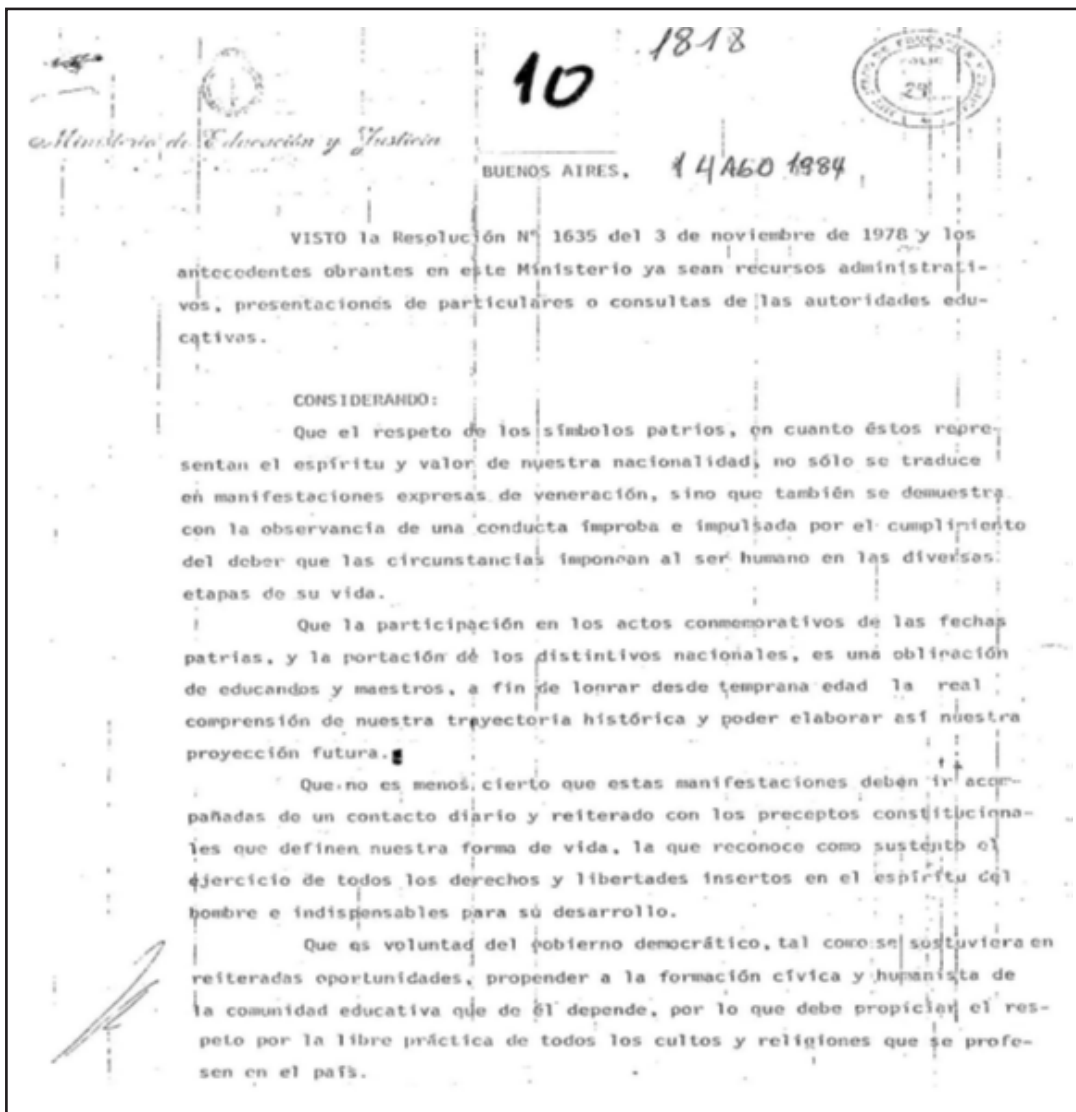 10
1818
FOLIO
29
Ministerio de Educación y Justicia
BUENOS AIRES, 14 AGO 1984
VISTO la Resolución N° 1635 del 3 de noviembre de 1978 y los
antecedentes obrantes en este Ministerio ya sean recursos administrati-
vos, presentaciones de particulares o consultas de las autoridades edu-
cativas.
CONSIDERANDO:
Que el respeto de los símbolos patrios, en cuanto éstos repre-
sentan el espíritu y valor de nuestra nacionalidad, no sólo se traduce
en manifestaciones expresas de veneración, sino que también se demuestra
con la observancia de una conducta ímproba e impulsada por el cumplimiento
del deber que las circunstancias impongan al ser humano en las diversas
etapas de su vida.
Que la participación en los actos conmemorativos de las fechas
patrias, y la portación de los distintivos nacionales, es una obligación
de educandos y maestros, a fin de lograr desde temprana edad la real
comprensión de nuestra trayectoria histórica y poder elaborar así nuestra
proyección futura.
Que no es menos cierto que estas manifestaciones deben ir acom-
pañadas de un contacto diario y reiterado con los preceptos constituciona-
les que definen nuestra forma de vida, la que reconoce como sustento el
ejercicio de todos los derechos y libertades insertos en el espíritu del
hombre e indispensables para su desarrollo.
Que es voluntad del gobierno democrático, tal como se sustuviera en
reiteradas oportunidades, propender a la formación cívica y humanista de
la comunidad educativa que de él depende, por lo que debe propiciar el res-
peto por la libre práctica de todos los cultos y religiones que se profe-
sen en el país.